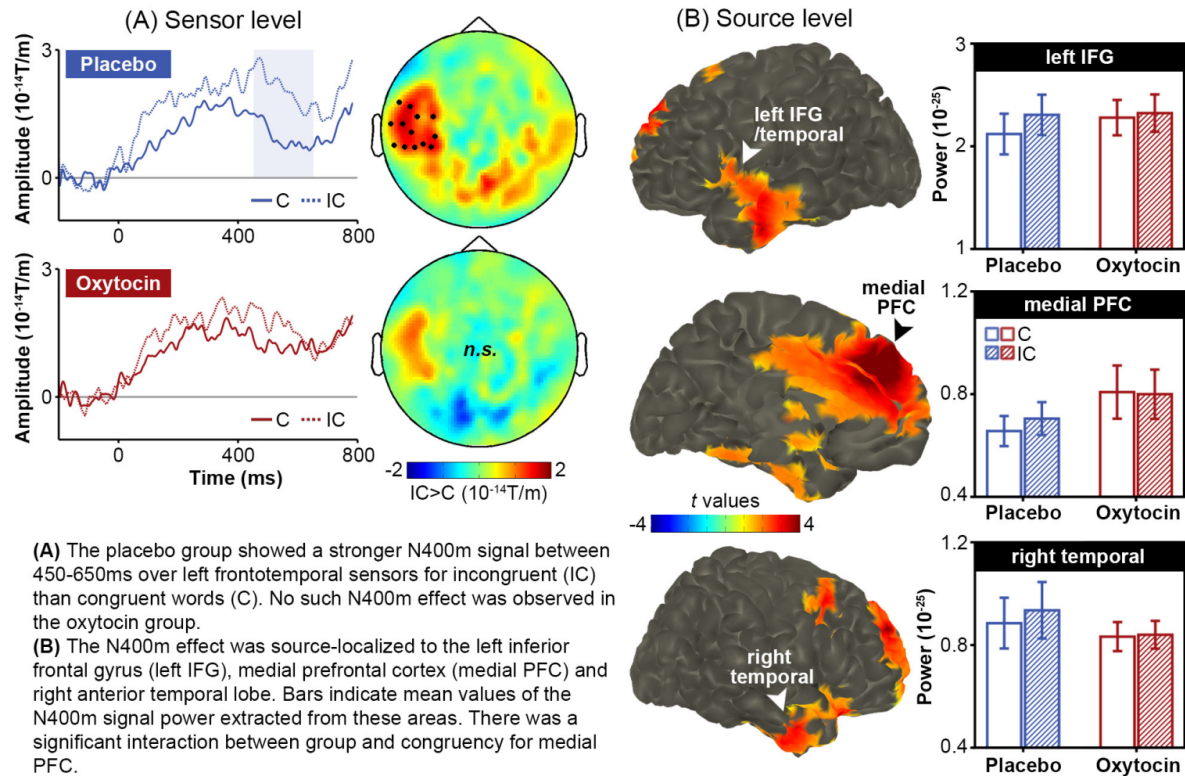 (A) Sensor level
Amplitude (10⁻¹⁴T/m)
3
0
Placebo
C IC
0 400 800
Amplitude (10⁻¹⁴T/m)
3
0
Oxytocin
C IC
0 400 800
Time (ms)
n.s.
-2 2
IC>C (10⁻¹⁴T/m)
(A) The placebo group showed a stronger N400m signal between
450-650ms over left frontotemporal sensors for incongruent (IC)
than congruent words (C). No such N400m effect was observed in
the oxytocin group.
(B) The N400m effect was source-localized to the left inferior
frontal gyrus (left IFG), medial prefrontal cortex (medial PFC) and
right anterior temporal lobe. Bars indicate mean values of the
N400m signal power extracted from these areas. There was a
significant interaction between group and congruency for medial
PFC.
(B) Source level
left IFG
/temporal
medial
PFC
t values
-4 4
right
temporal
left IFG
Power (10⁻²⁵)
3
2
1
Placebo Oxytocin
medial PFC
1.2
0.8
0.4
C
IC
Placebo Oxytocin
right temporal
Power (10⁻²⁵)
1.2
0.8
0.4
Placebo Oxytocin